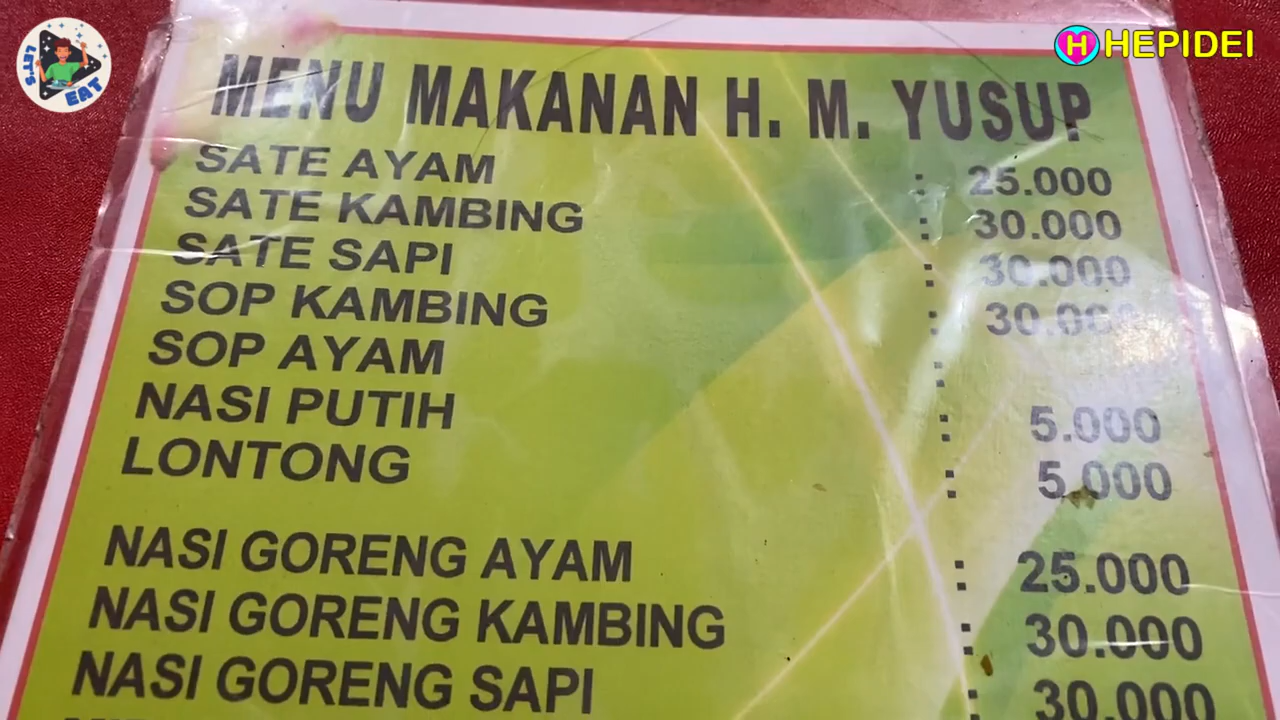 LET'S EAT
HEPIDEI
MENU MAKANAN H. M. YUSUP
SATE AYAM : 25.000
SATE KAMBING : 30.000
SATE SAPI : 30.000
SOP KAMBING : 30.000
SOP AYAM :
NASI PUTIH : 5.000
LONTONG : 5.000
NASI GORENG AYAM : 25.000
NASI GORENG KAMBING : 30.000
NASI GORENG SAPI : 30.000